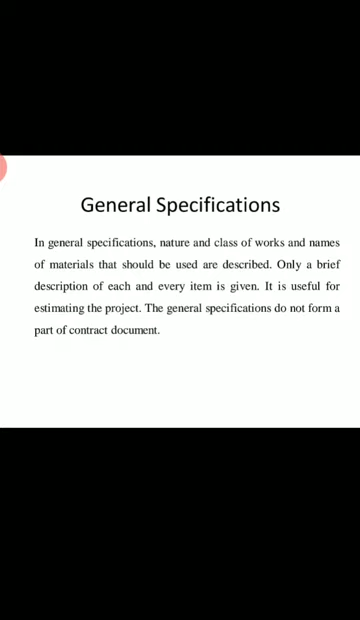 General Specifications
In general specifications, nature and class of works and names
of materials that should be used are described. Only a brief
description of each and every item is given. It is useful for
estimating the project. The general specifications do not form a
part of contract document.